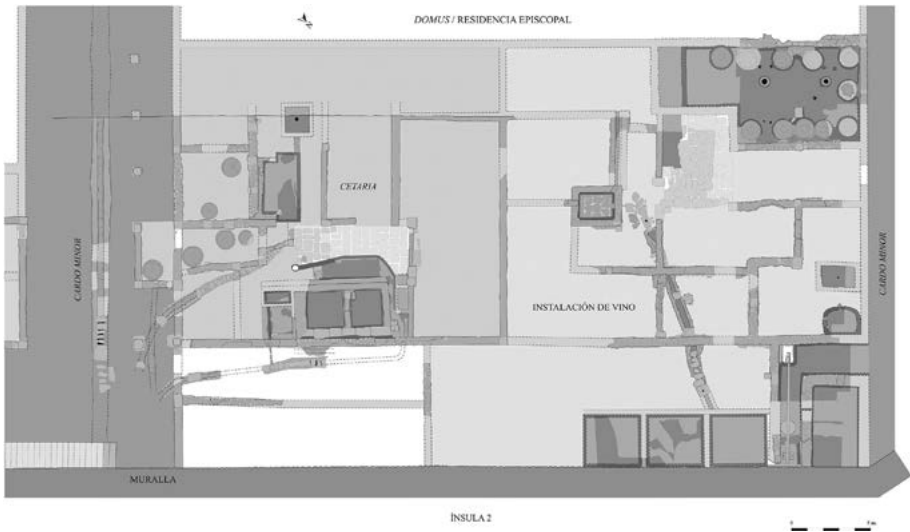 DOMUS / RESIDENCIA EPISCOPAL
CETARIA
CARDO MINOR
CARDO MINOR
INSTALACIÓN DE VINO
MURALLA
ÍNSULA 2